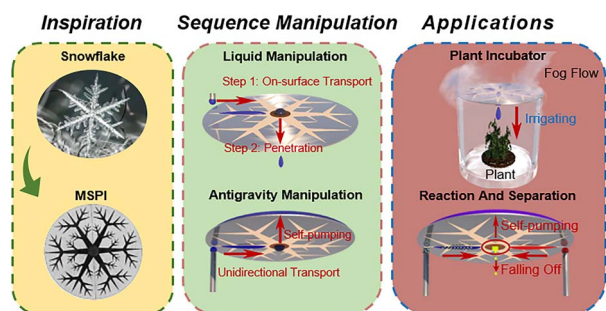 Inspiration
Snowflake
MSPI
Sequence Manipulation
Liquid Manipulation
Step 1: On-surface Transport
Step 2: Penetration
Antigravity Manipulation
Self-pumping
Unidirectional Transport
Applications
Plant Incubator
Fog Flow
Irrigating
Plant
Reaction And Separation
Self-pumping
Falling Off